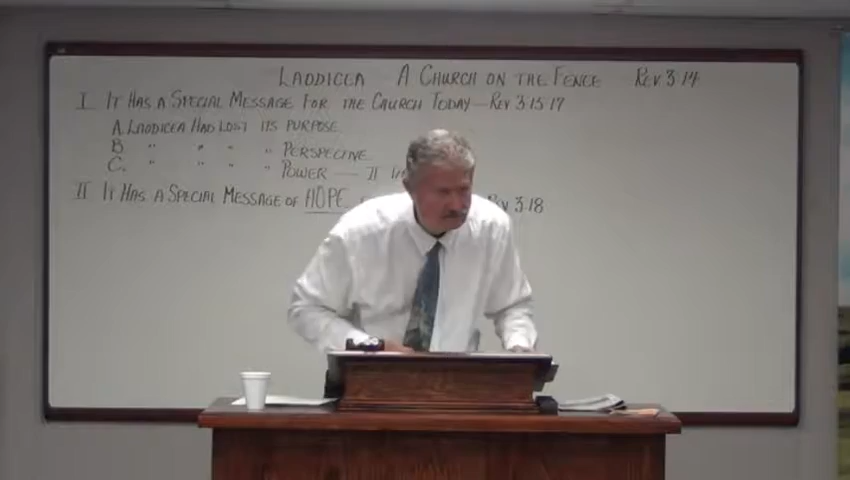 LAODICEA A CHURCH ON THE FENCE REV 3:14
I IT HAS A SPECIAL MESSAGE FOR THE CHURCH TODAY - REV 3:15-17
A. LAODICEA HAD LOST ITS PURPOSE
B " " " " PERSPECTIVE
C. " " " " POWER — II
II IT HAS A SPECIAL MESSAGE OF HOPE REV 3:18